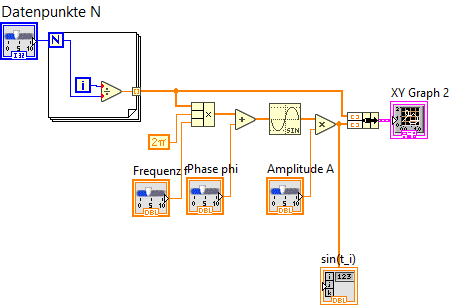 Datenpunkte N
0 5 10
I32
N
i
÷
XY Graph 2
×
+
SIN
×
2π
Frequenz f
Phase phi
Amplitude A
0 5 10
DBL
0 5 10
DBL
0 5 10
DBL
sin(t_i)
i
j
k
123
DBL